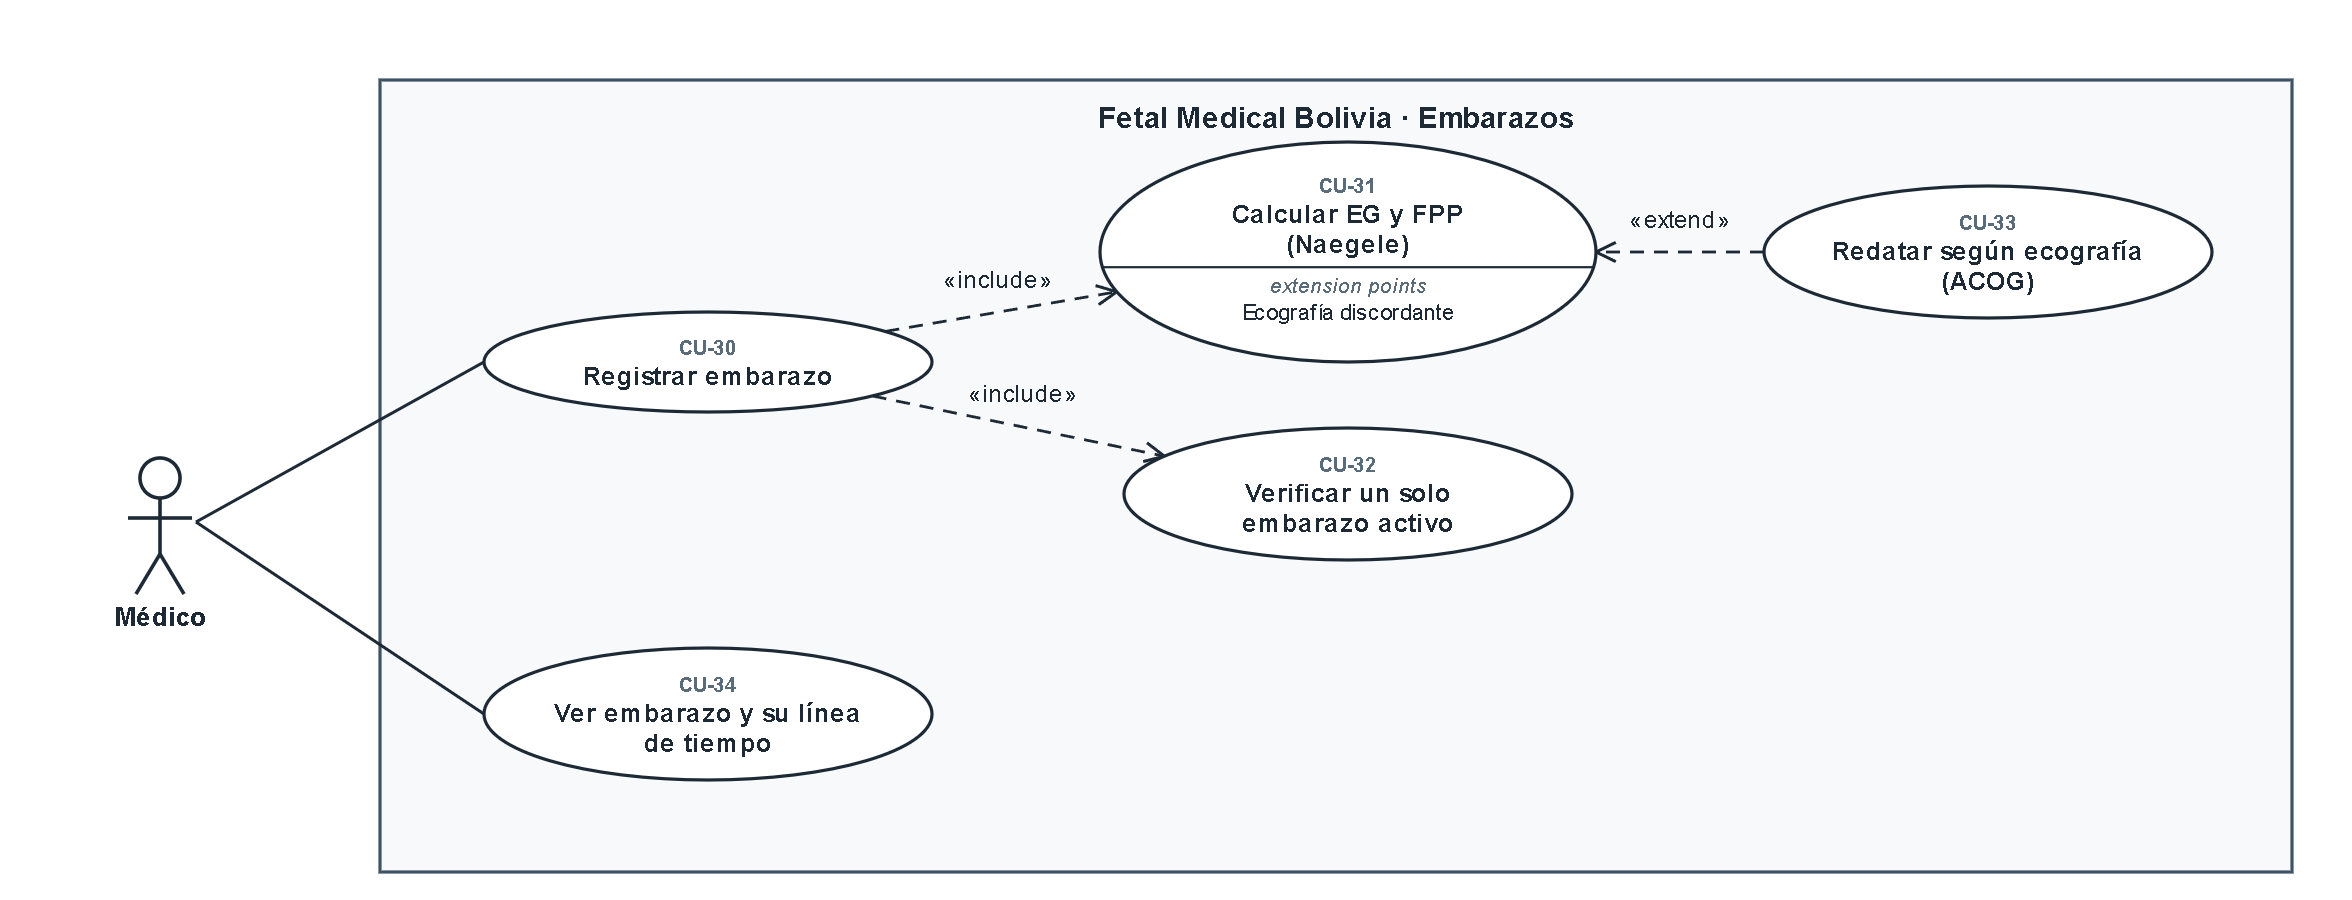 Fetal Medical Bolivia · Embarazos
CU-31
Calcular EG y FPP
(Naegele)
extension points
Ecografía discordante
«extend»
CU-33
Redatar según ecografía
(ACOG)
«include»
CU-30
Registrar embarazo
«include»
CU-32
Verificar un solo
embarazo activo
Médico
CU-34
Ver embarazo y su línea
de tiempo